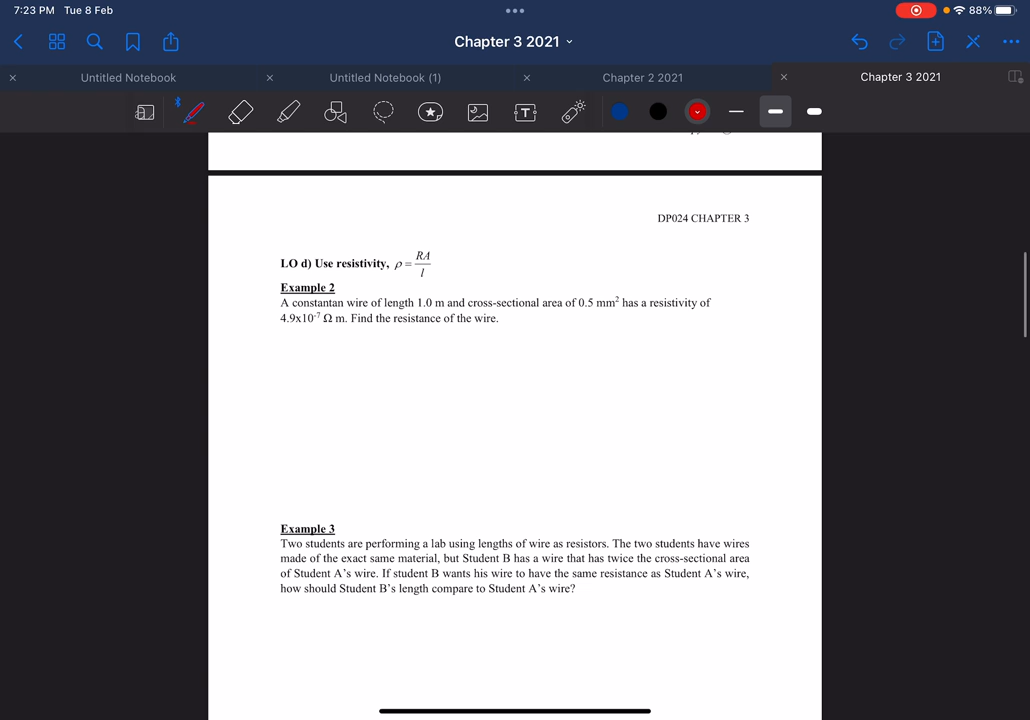 7:23 PM Tue 8 Feb
88%
Chapter 3 2021
Untitled Notebook
Untitled Notebook (1)
Chapter 2 2021
Chapter 3 2021
DP024 CHAPTER 3
LO d) Use resistivity, ρ = RA / l
Example 2
A constantan wire of length 1.0 m and cross-sectional area of 0.5 mm² has a resistivity of
4.9x10⁻⁷ Ω m. Find the resistance of the wire.
Example 3
Two students are performing a lab using lengths of wire as resistors. The two students have wires
made of the exact same material, but Student B has a wire that has twice the cross-sectional area
of Student A's wire. If student B wants his wire to have the same resistance as Student A's wire,
how should Student B's length compare to Student A's wire?